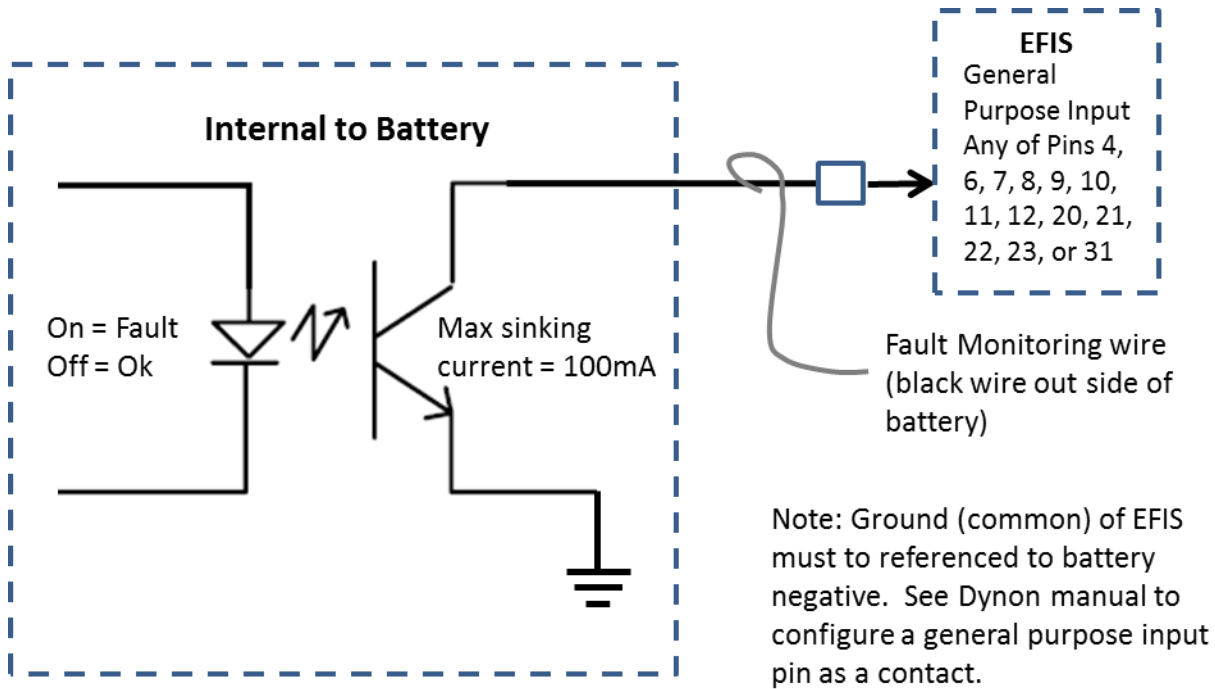 EFIS
General
Purpose Input
Any of Pins 4,
6, 7, 8, 9, 10,
11, 12, 20, 21,
22, 23, or 31
Internal to Battery
On = Fault
Off = Ok
Max sinking
current = 100mA
Fault Monitoring wire
(black wire out side of
battery)
Note: Ground (common) of EFIS
must to referenced to battery
negative.  See Dynon manual to
configure a general purpose input
pin as a contact.